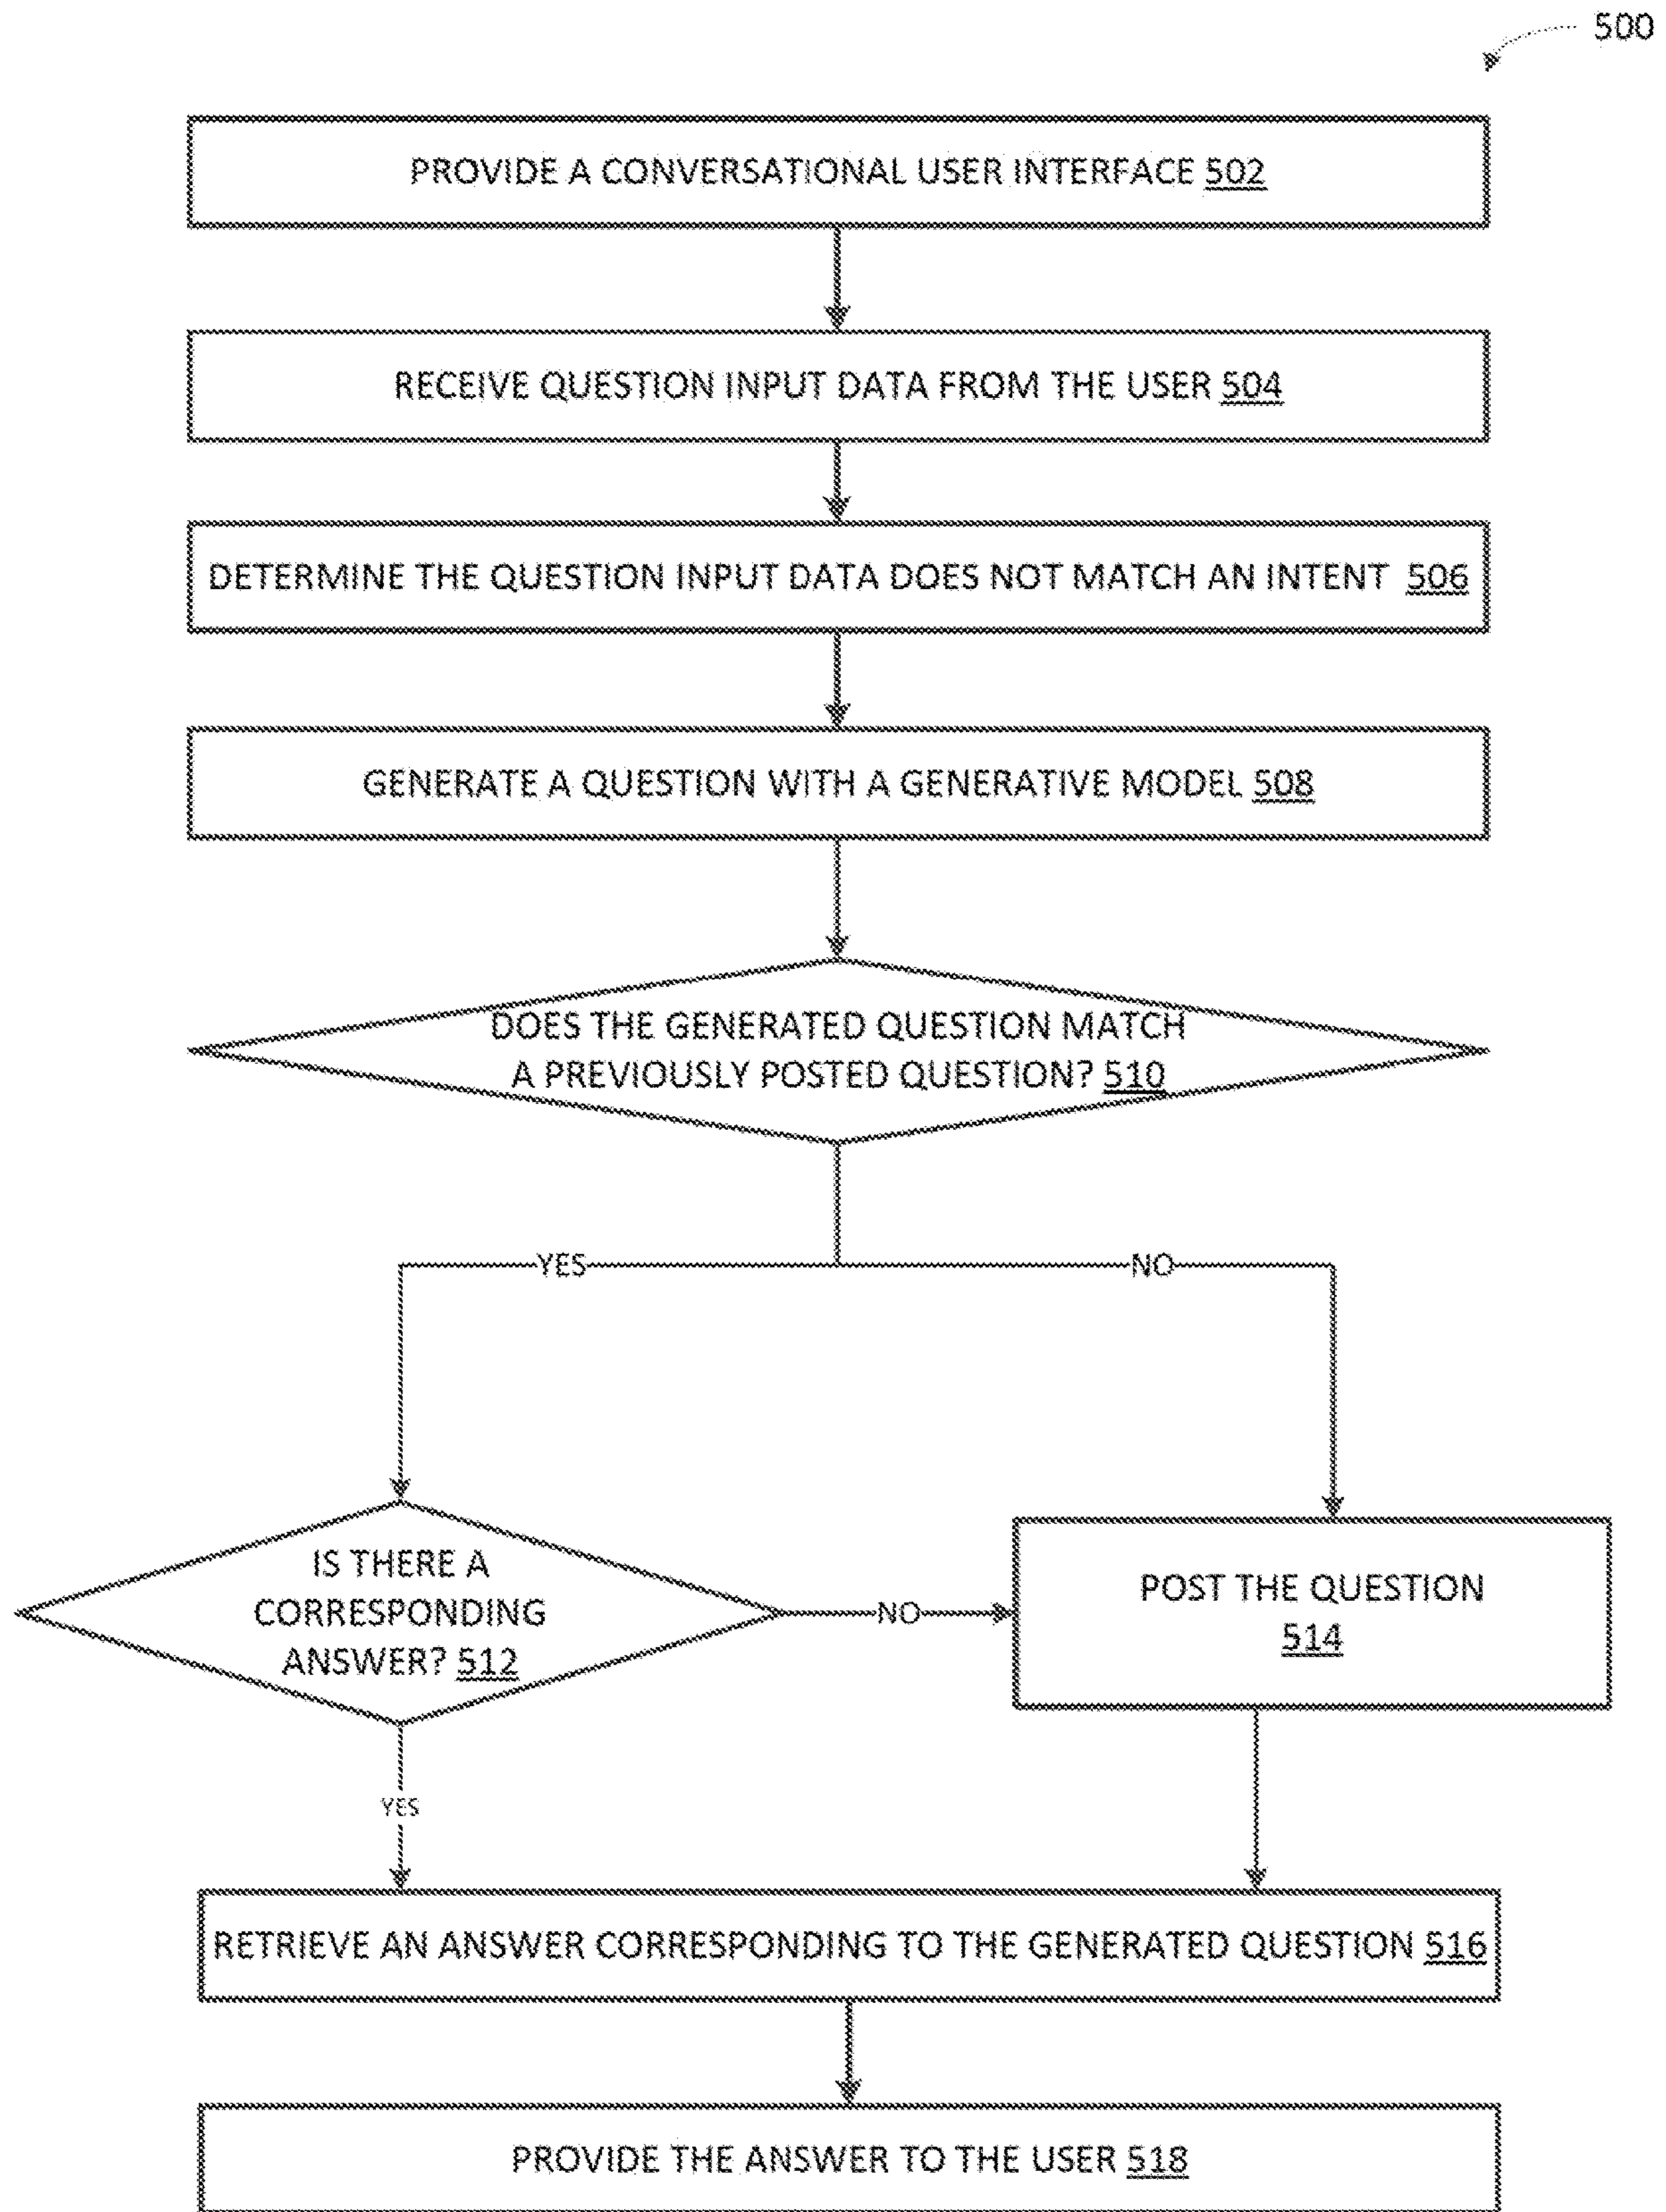 500
PROVIDE A CONVERSATIONAL USER INTERFACE 502
RECEIVE QUESTION INPUT DATA FROM THE USER 504
DETERMINE THE QUESTION INPUT DATA DOES NOT MATCH AN INTENT 506
GENERATE A QUESTION WITH A GENERATIVE MODEL 508
DOES THE GENERATED QUESTION MATCH
A PREVIOUSLY POSTED QUESTION? 510
YES
NO
IS THERE A
CORRESPONDING
ANSWER? 512
NO
POST THE QUESTION
514
YES
RETRIEVE AN ANSWER CORRESPONDING TO THE GENERATED QUESTION 516
PROVIDE THE ANSWER TO THE USER 518